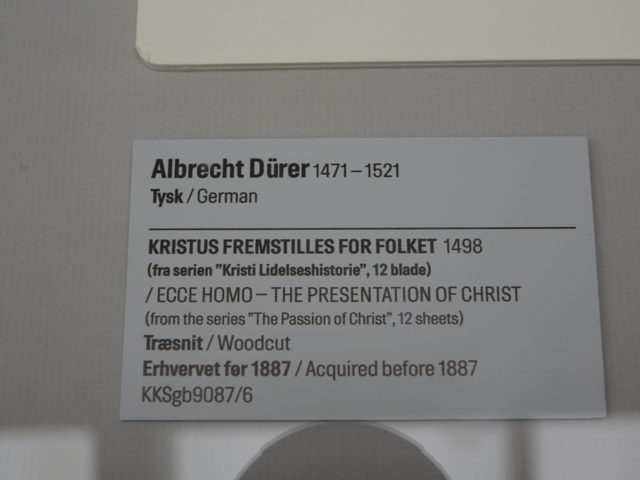 Albrecht Dürer 1471 – 1521
Tysk / German
KRISTUS FREMSTILLES FOR FOLKET 1498
(fra serien "Kristi Lidelseshistorie", 12 blade)
/ ECCE HOMO – THE PRESENTATION OF CHRIST
(from the series "The Passion of Christ", 12 sheets)
Træsnit / Woodcut
Erhvervet før 1887 / Acquired before 1887
KKSgb9087/6